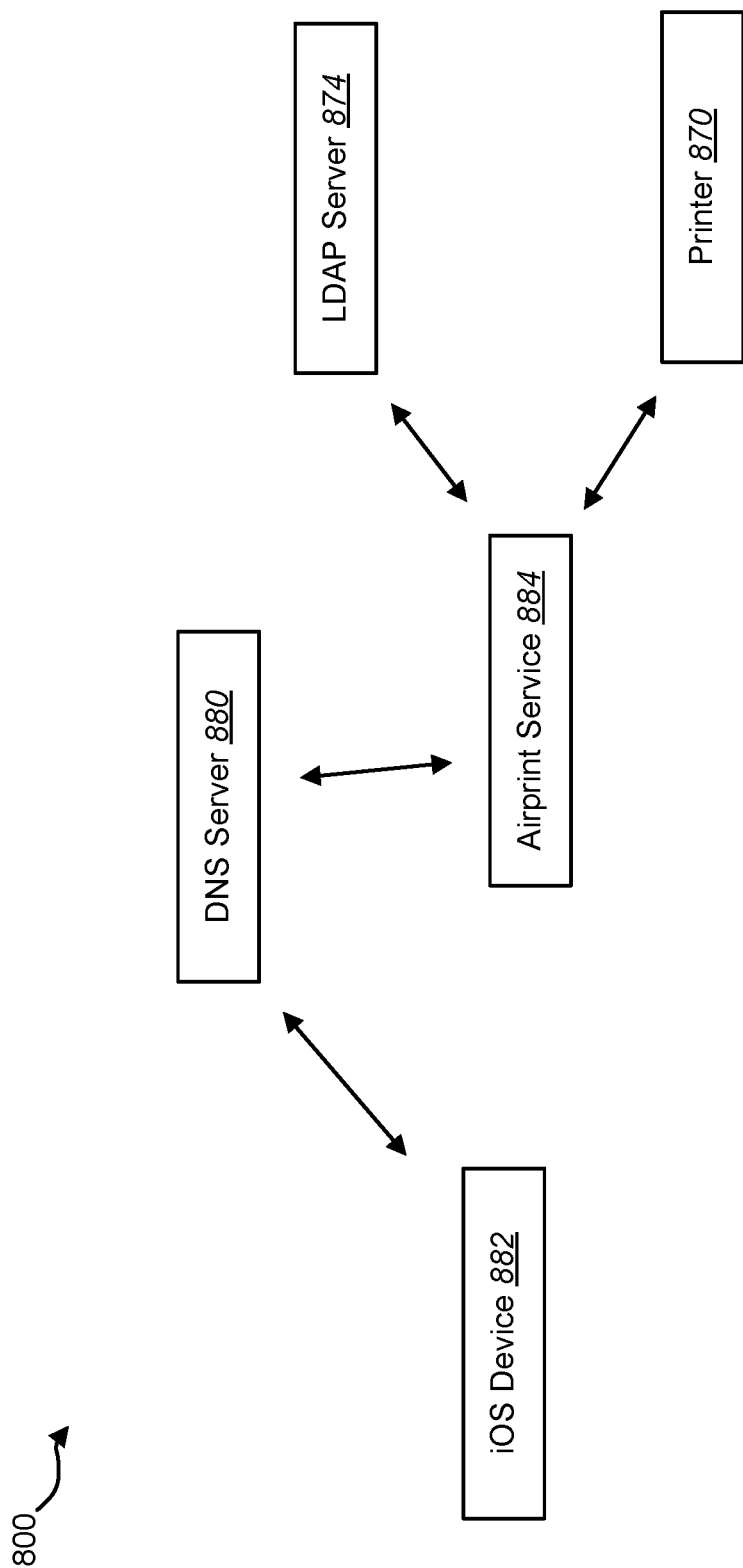 800
DNS Server 880
LDAP Server 874
iOS Device 882
Airprint Service 884
Printer 870